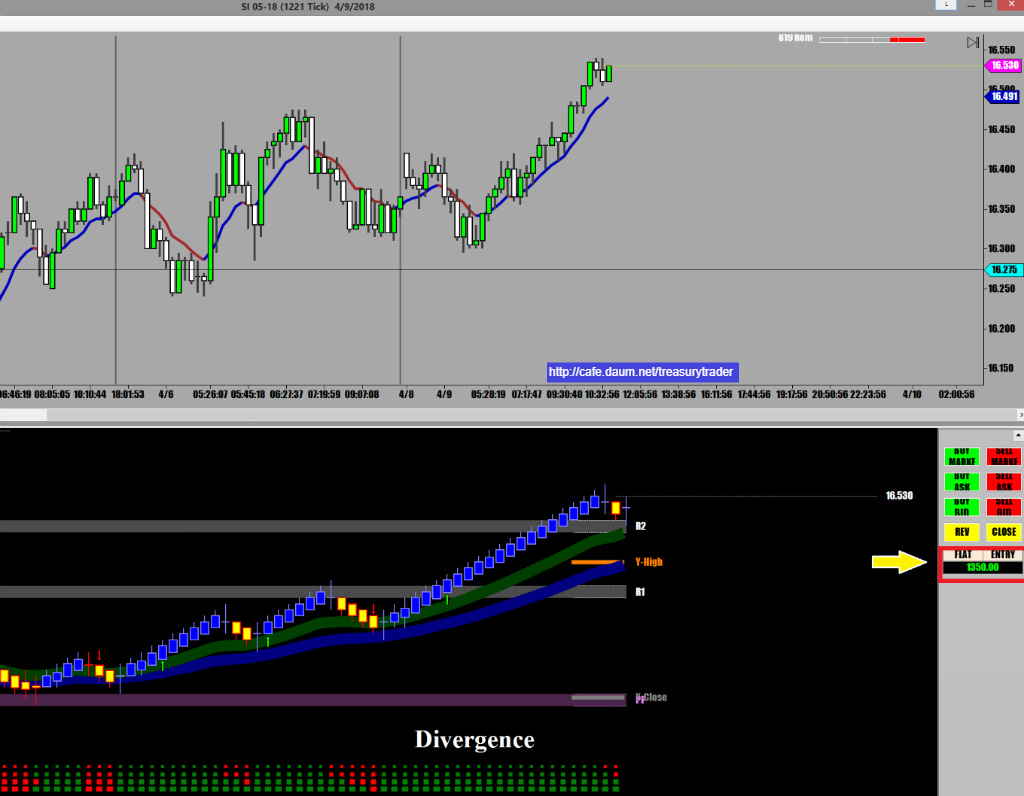 SI 05-18 (1221 Tick) 4/9/2018
819 Rem
16.550
16.530
16.500
16.491
16.450
16.400
16.350
16.300
16.275
16.250
16.200
16.150
http://cafe.daum.net/treasurytrader
06:46:19 08:05:05 10:10:44 18:01:53 4/6 05:26:07 05:45:18 06:27:37 07:19:59 09:07:08 4/8 4/9 05:28:19 07:17:47 09:30:40 10:32:56 12:05:56 13:38:56 16:11:56 17:44:56 19:17:56 20:50:56 22:23:56 4/10 02:00:56
BUY MARKE SELL MARKE
BUY ASK SELL ASK
BUY BID SELL BID
REV CLOSE
FLAT ENTRY
1350.00
16.530
R2
Y-High
R1
PP
Divergence